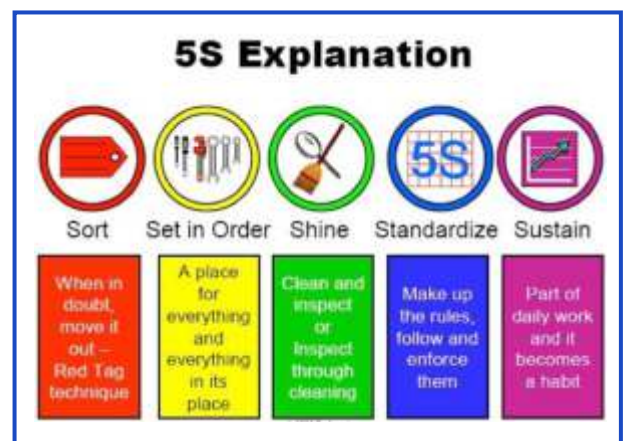 5S Explanation
5S
Sort
Set in Order
Shine
Standardize
Sustain
When in
doubt,
move it
out –
Red Tag
technique
A place
for
everything
and
everything
in its
place
Clean and
inspect
or
Inspect
through
cleaning
Make up
the rules,
follow and
enforce
them
Part of
daily work
and it
becomes
a habit